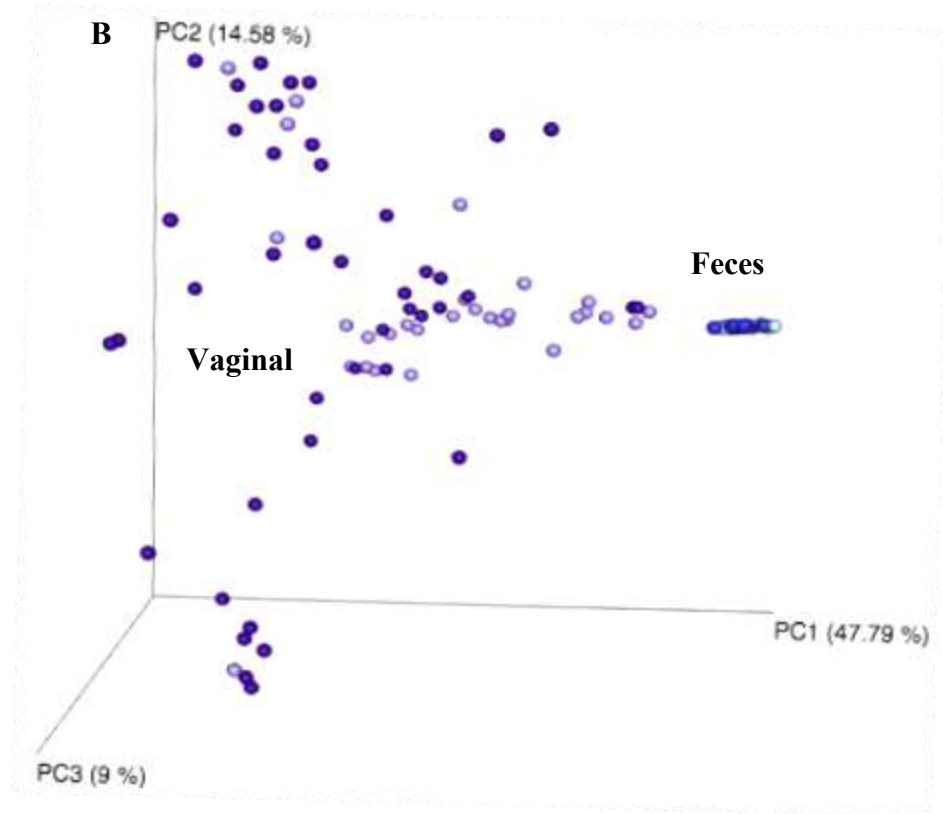 B
PC2 (14.58 %)
Feces
Vaginal
PC1 (47.79 %)
PC3 (9 %)